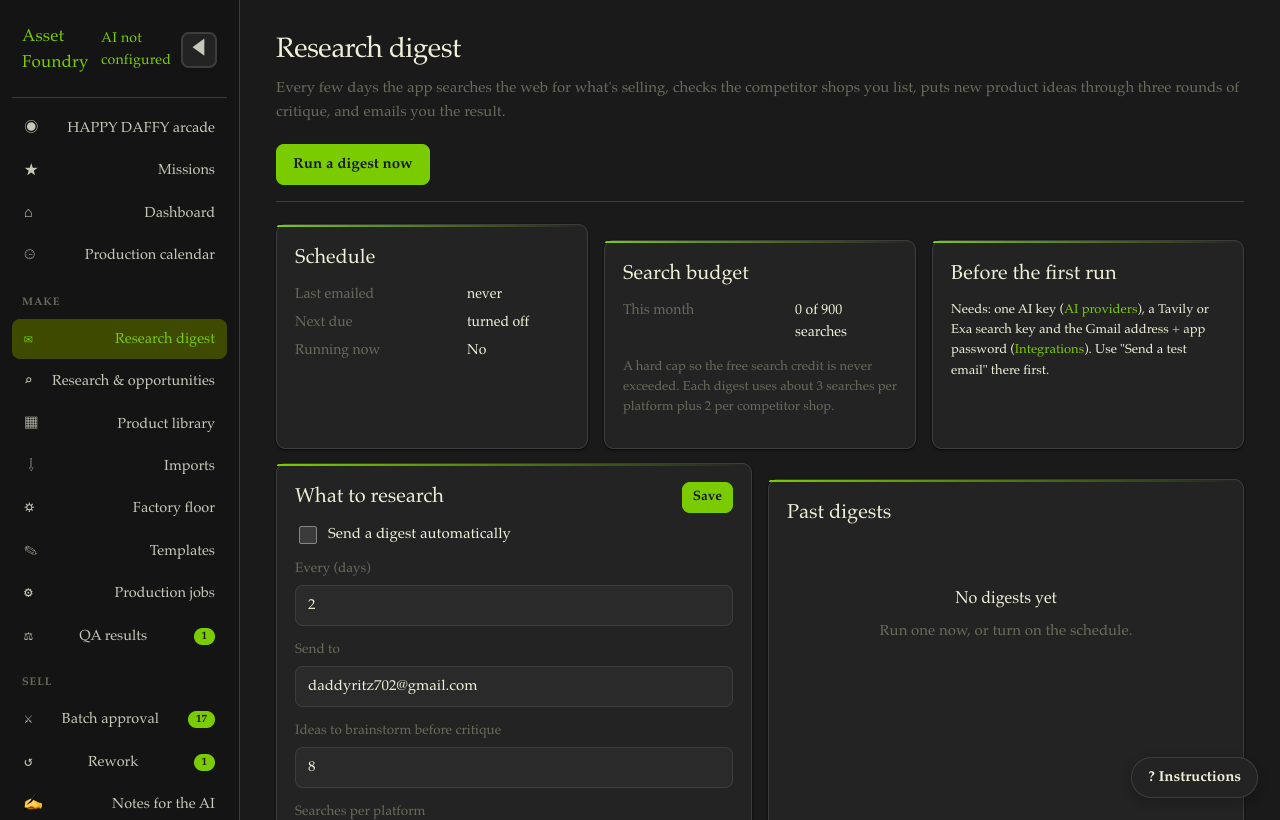 Asset
Foundry
AI not
configured
HAPPY DAFFY arcade
Missions
Dashboard
Production calendar
MAKE
Research digest
Research & opportunities
Product library
Imports
Factory floor
Templates
Production jobs
QA results 1
SELL
Batch approval 17
Rework 1
Notes for the AI
Research digest
Every few days the app searches the web for what's selling, checks the competitor shops you list, puts new product ideas through three rounds of
critique, and emails you the result.
Run a digest now
Schedule
Last emailed never
Next due turned off
Running now No
Search budget
This month 0 of 900
searches
A hard cap so the free search credit is never
exceeded. Each digest uses about 3 searches per
platform plus 2 per competitor shop.
Before the first run
Needs: one AI key (AI providers), a Tavily or
Exa search key and the Gmail address + app
password (Integrations). Use "Send a test
email" there first.
What to research
Save
Send a digest automatically
Every (days)
2
Send to
daddyritz702@gmail.com
Ideas to brainstorm before critique
8
Searches per platform
Past digests
No digests yet
Run one now, or turn on the schedule.
? Instructions